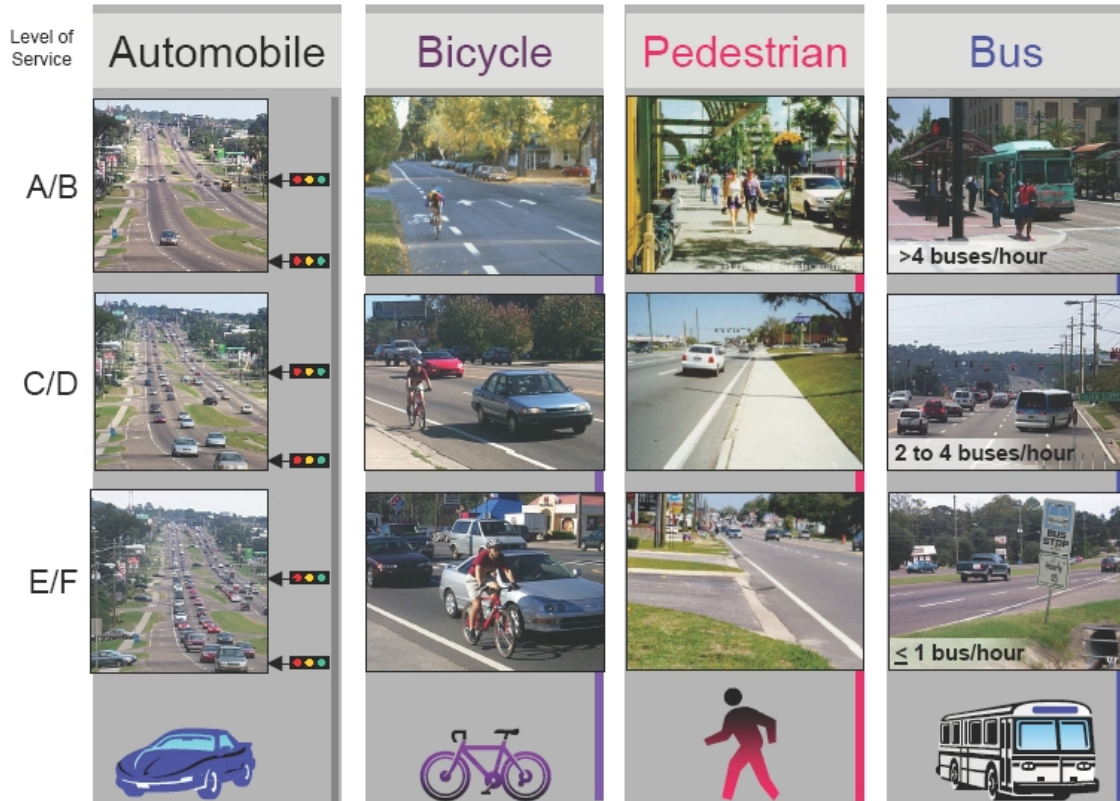 Level of
Service
Automobile
Bicycle
Pedestrian
Bus
A/B
>4 buses/hour
C/D
2 to 4 buses/hour
E/F
BUS
STOP
≤ 1 bus/hour